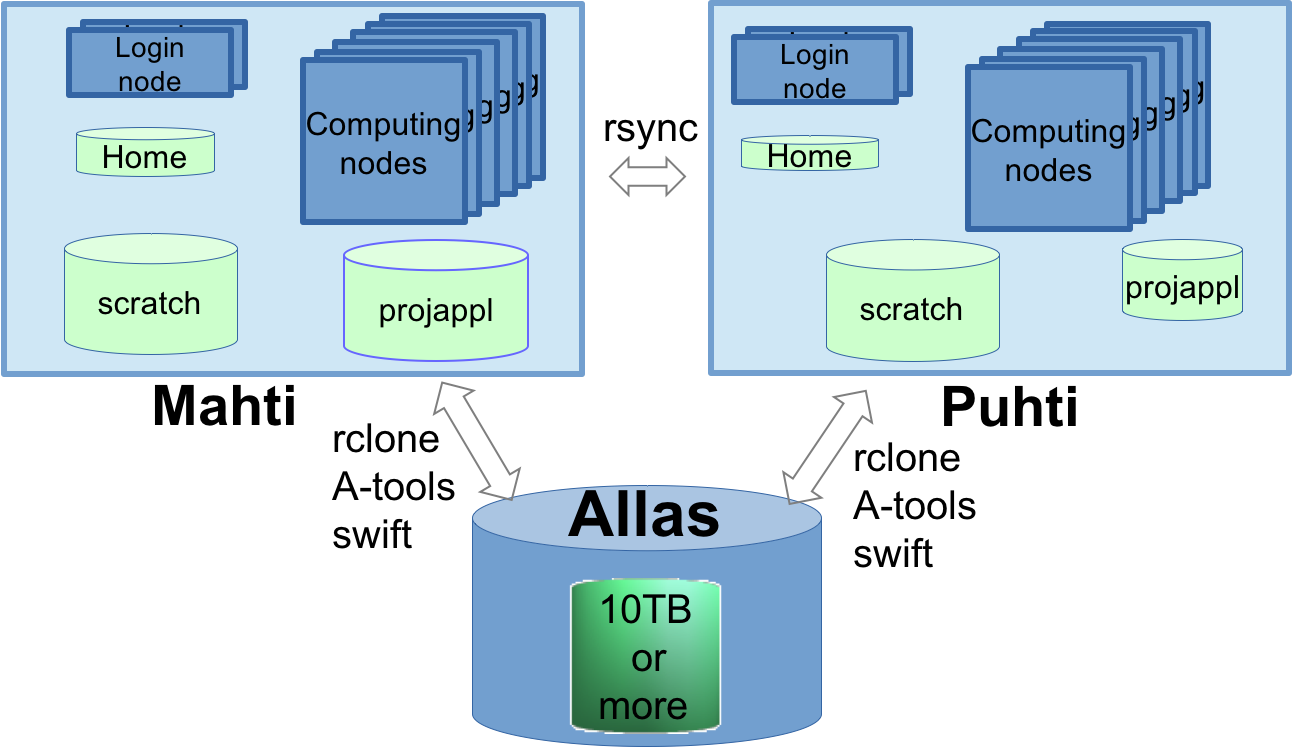 Login
node
Computing
nodes
Home
scratch
projappl
Mahti
rsync
Login
node
Computing
nodes
Home
scratch
projappl
Puhti
rclone
A-tools
swift
rclone
A-tools
swift
Allas
10TB
or
more